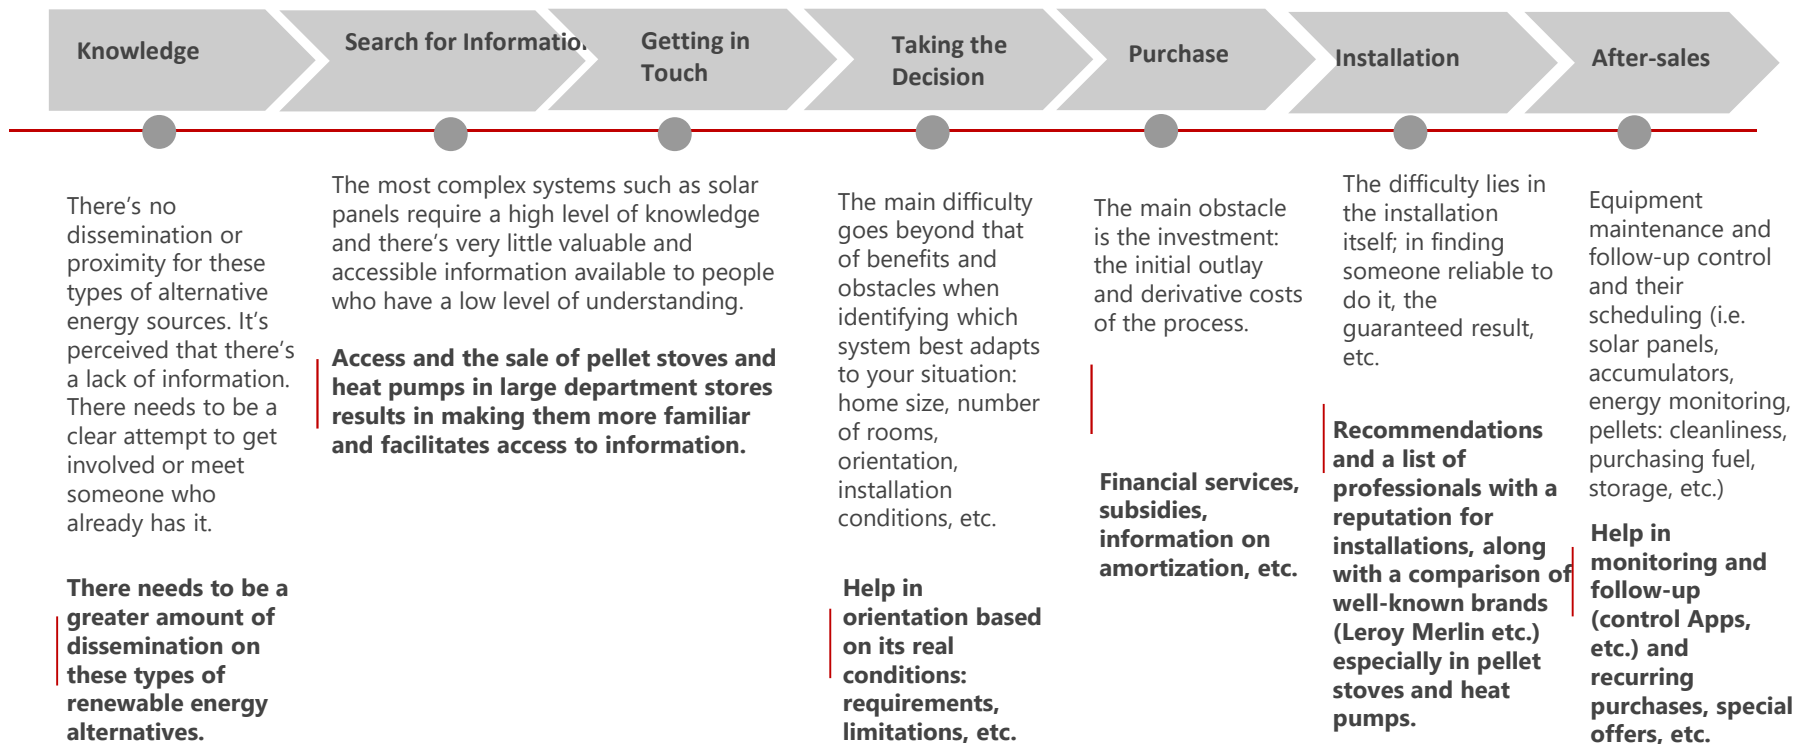 Knowledge
Search for Information
Getting in
Touch
Taking the
Decision
Purchase
Installation
After-sales
There's no
dissemination or
proximity for these
types of alternative
energy sources. It's
perceived that there's
a lack of information.
There needs to be a
clear attempt to get
involved or meet
someone who
already has it.
There needs to be a
greater amount of
dissemination on
these types of
renewable energy
alternatives.
The most complex systems such as solar
panels require a high level of knowledge
and there's very little valuable and
accessible information available to people
who have a low level of understanding.
Access and the sale of pellet stoves and
heat pumps in large department stores
results in making them more familiar
and facilitates access to information.
The main difficulty
goes beyond that
of benefits and
obstacles when
identifying which
system best adapts
to your situation:
home size, number
of rooms,
orientation,
installation
conditions, etc.
Help in
orientation based
on its real
conditions:
requirements,
limitations, etc.
The main obstacle
is the investment:
the initial outlay
and derivative costs
of the process.
Financial services,
subsidies,
information on
amortization, etc.
The difficulty lies in
the installation
itself; in finding
someone reliable to
do it, the
guaranteed result,
etc.
Recommendations
and a list of
professionals with a
reputation for
installations, along
with a comparison of
well-known brands
(Leroy Merlin etc.)
especially in pellet
stoves and heat
pumps.
Equipment
maintenance and
follow-up control
and their
scheduling (i.e.
solar panels,
accumulators,
energy monitoring,
pellets: cleanliness,
purchasing fuel,
storage, etc.)
Help in
monitoring and
follow-up
(control Apps,
etc.) and
recurring
purchases, special
offers, etc.